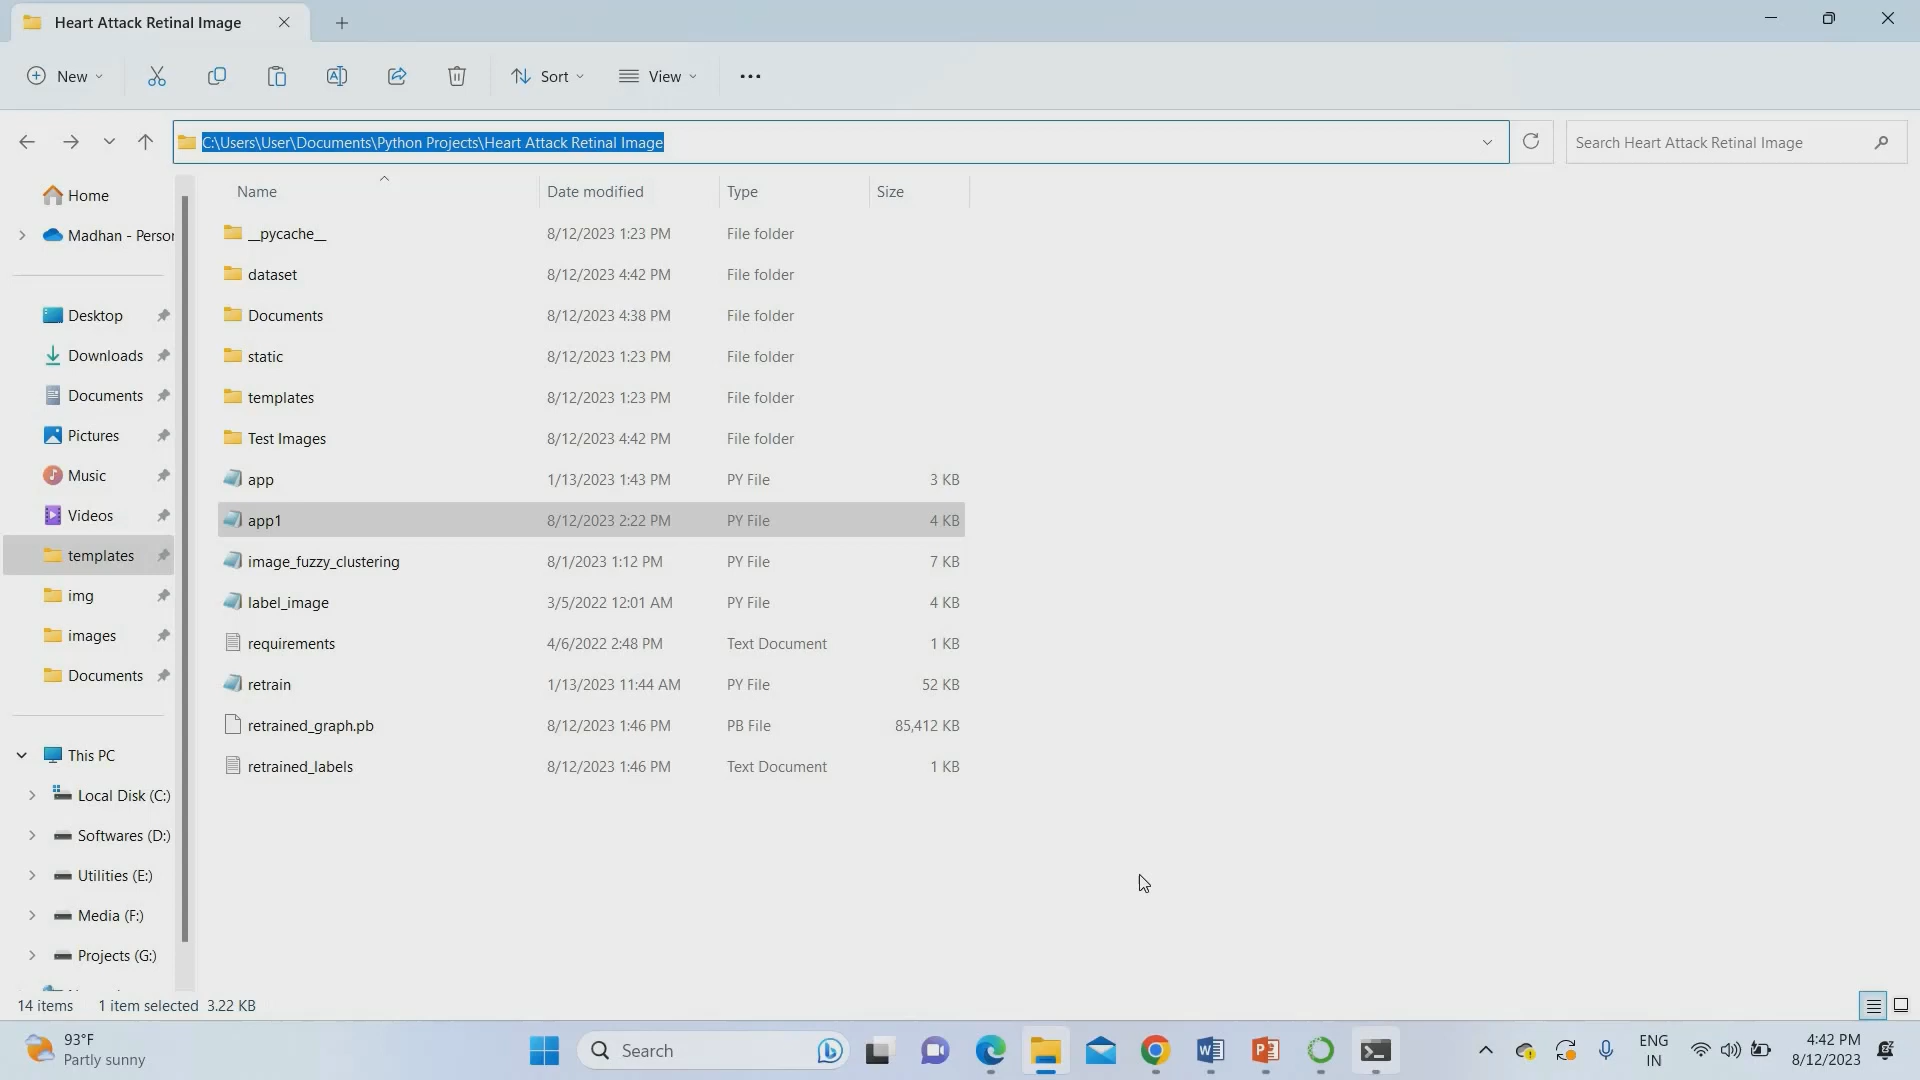 Heart Attack Retinal Image
New
Sort
View
C:\Users\User\Documents\Python Projects\Heart Attack Retinal Image
Search Heart Attack Retinal Image
Home
Madhan - Person
Desktop
Downloads
Documents
Pictures
Music
Videos
templates
img
images
Documents
This PC
Local Disk (C:)
Softwares (D:)
Utilities (E:)
Media (F:)
Projects (G:)
Name Date modified Type Size
__pycache__ 8/12/2023 1:23 PM File folder
dataset 8/12/2023 4:42 PM File folder
Documents 8/12/2023 4:38 PM File folder
static 8/12/2023 1:23 PM File folder
templates 8/12/2023 1:23 PM File folder
Test Images 8/12/2023 4:42 PM File folder
app 1/13/2023 1:43 PM PY File 3 KB
app1 8/12/2023 2:22 PM PY File 4 KB
image_fuzzy_clustering 8/1/2023 1:12 PM PY File 7 KB
label_image 3/5/2022 12:01 AM PY File 4 KB
requirements 4/6/2022 2:48 PM Text Document 1 KB
retrain 1/13/2023 11:44 AM PY File 52 KB
retrained_graph.pb 8/12/2023 1:46 PM PB File 85,412 KB
retrained_labels 8/12/2023 1:46 PM Text Document 1 KB
14 items 1 item selected 3.22 KB
93°F
Partly sunny
Search
ENG
IN
4:42 PM
8/12/2023